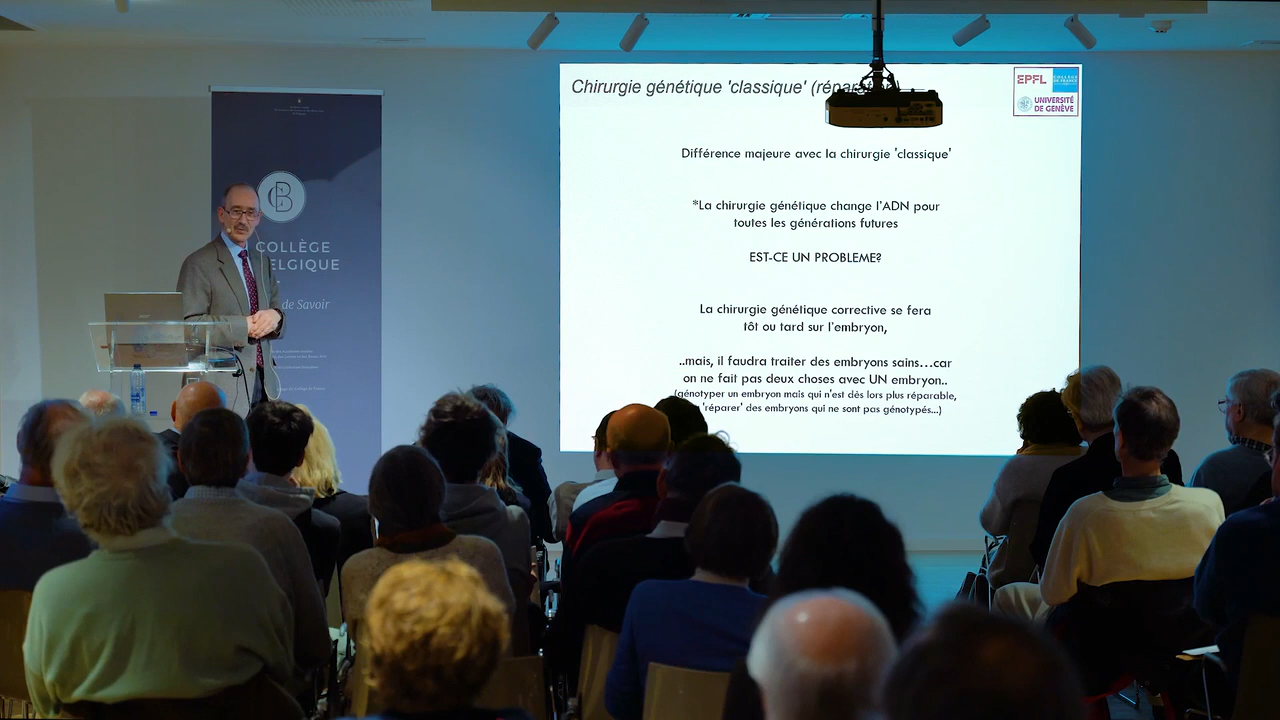 Chirurgie génétique 'classique'
EPFL
COLLÈGE
DE FRANCE
UNIVERSITÉ
DE GENÈVE
Différence majeure avec la chirurgie 'classique'
*La chirurgie génétique change l'ADN pour
toutes les générations futures
EST-CE UN PROBLEME?
La chirurgie génétique corrective se fera
tôt ou tard sur l'embryon,
..mais, il faudra traiter des embryons sains...car
on ne fait pas deux choses avec UN embryon..
(génotyper un embryon mais qui n'est dès lors plus réparable,
'réparer' des embryons qui ne sont pas génotypés...)
CB
COLLÈGE
ELGIQUE
de Savoir